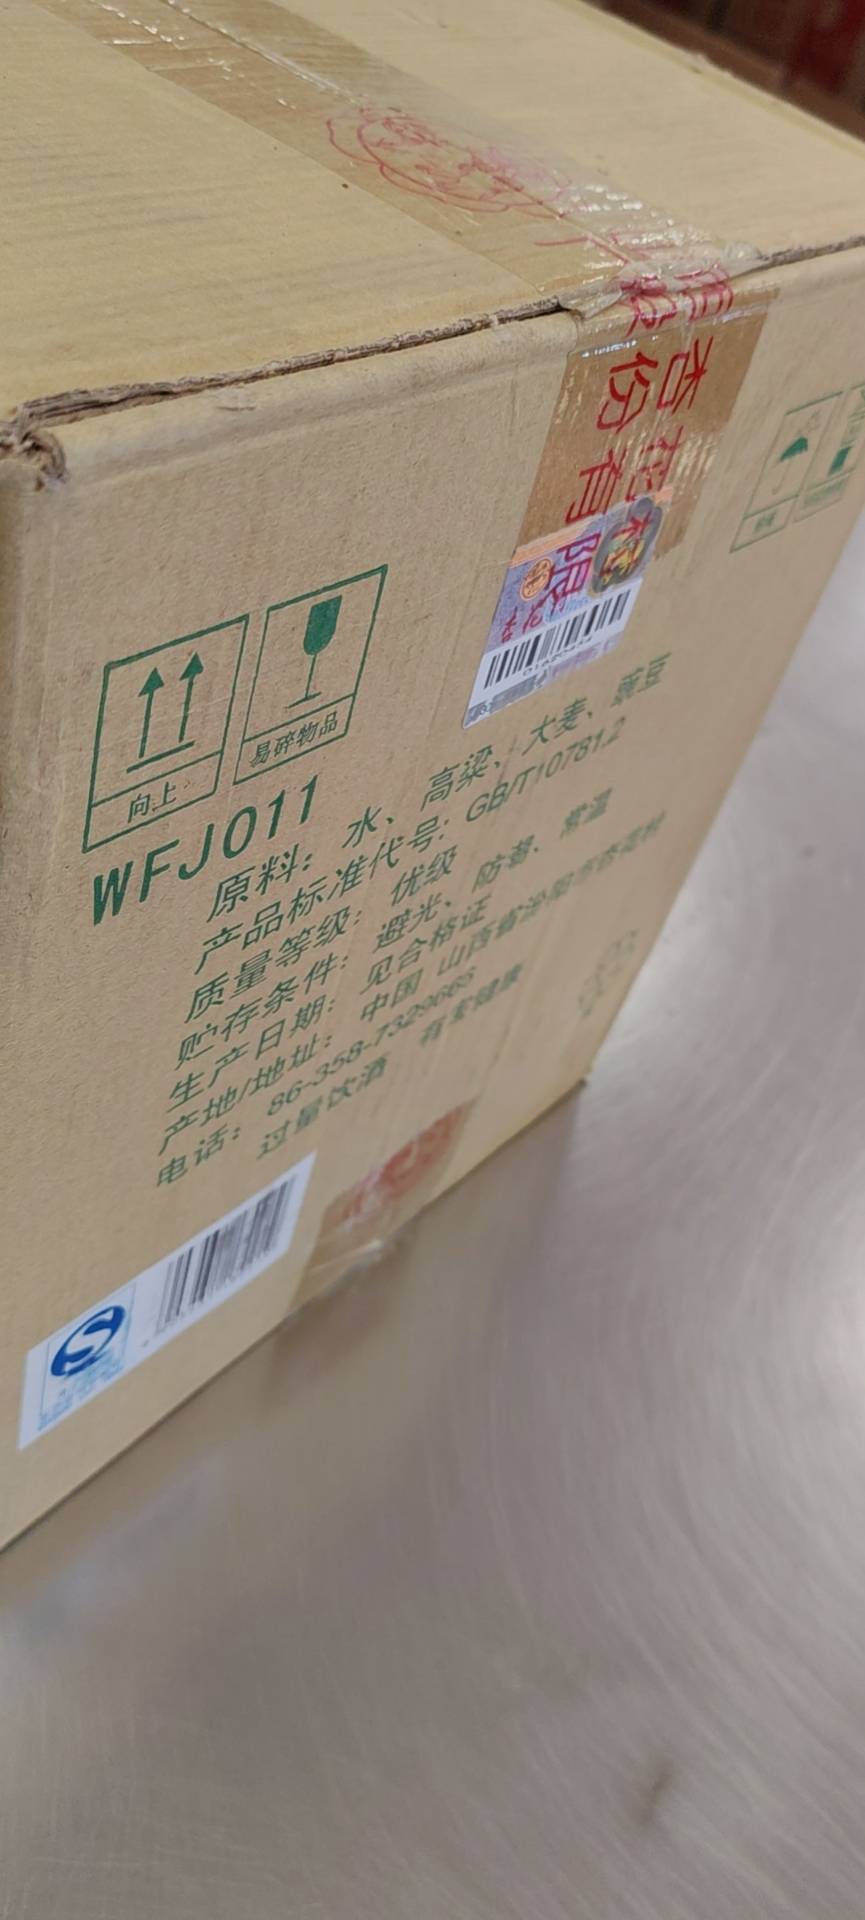 杏花村
股份有限
向上
易碎物品
WFJ011
原料：水、高粱、大麦、豌豆
产品标准代号：GB/T10781.2
质量等级：优级
贮存条件：避光、防潮、常温
生产日期：见合格证
产地/地址：中国 山西省汾阳市杏花村
电话：86-358-7329666
过量饮酒 有害健康